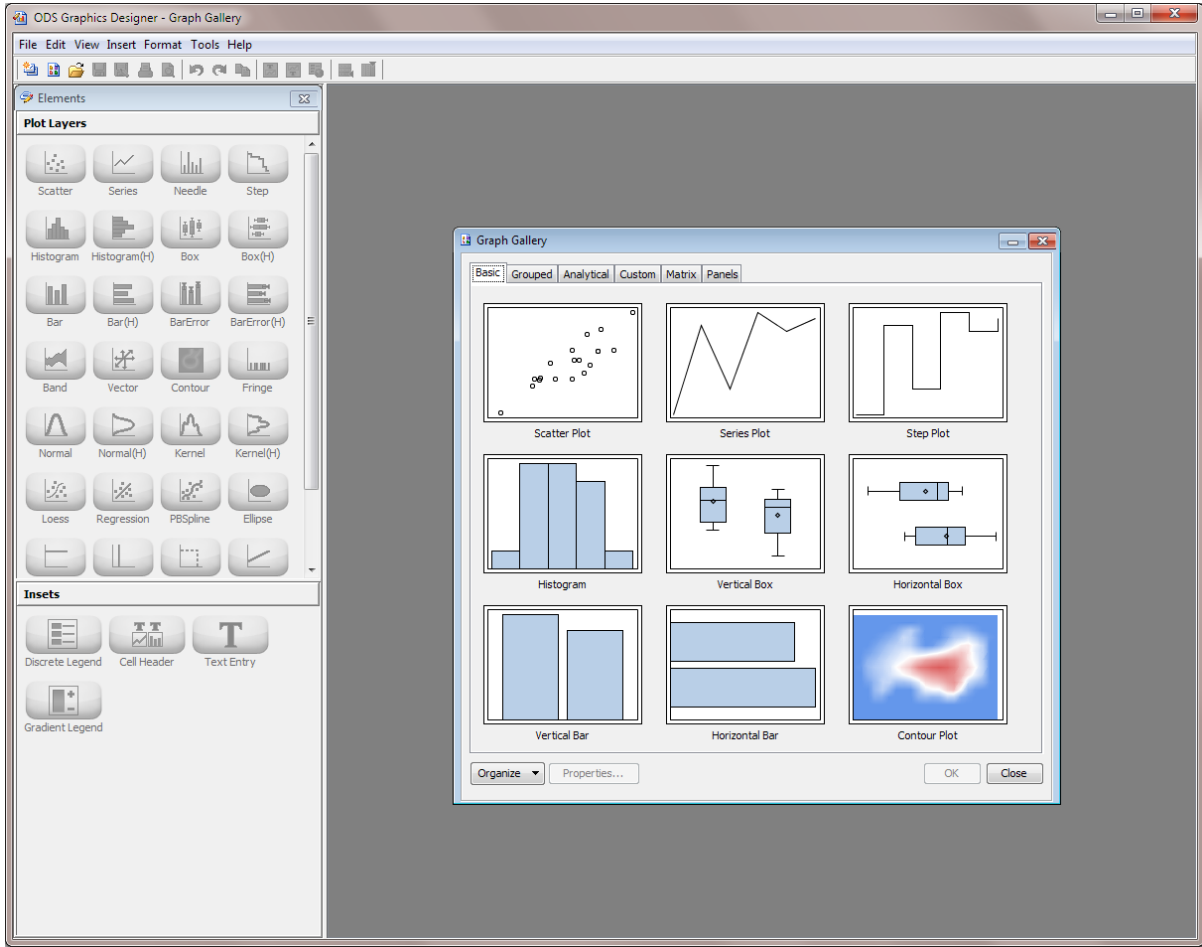 ODS Graphics Designer - Graph Gallery
File Edit View Insert Format Tools Help
Elements
Plot Layers
Scatter Series Needle Step
Histogram Histogram(H) Box Box(H)
Bar Bar(H) BarError BarError(H)
Band Vector Contour Fringe
Normal Normal(H) Kernel Kernel(H)
Loess Regression PBSpline Ellipse
Insets
Discrete Legend Cell Header Text Entry
Gradient Legend
Graph Gallery
Basic Grouped Analytical Custom Matrix Panels
Scatter Plot Series Plot Step Plot
Histogram Vertical Box Horizontal Box
Vertical Bar Horizontal Bar Contour Plot
Organize Properties... OK Close